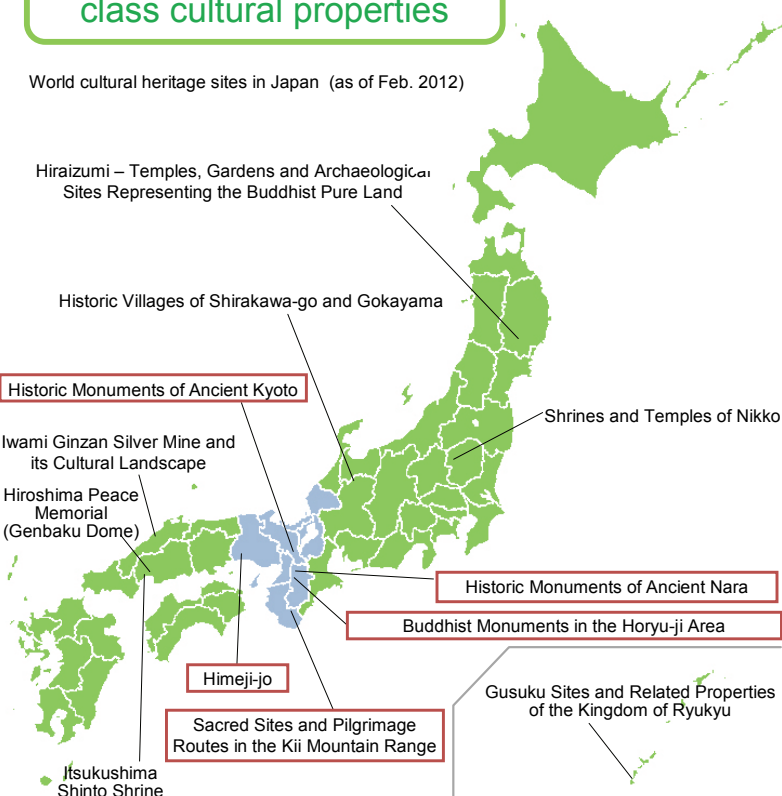 class cultural properties
World cultural heritage sites in Japan (as of Feb. 2012)
Hiraizumi – Temples, Gardens and Archaeological
Sites Representing the Buddhist Pure Land
Historic Villages of Shirakawa-go and Gokayama
Historic Monuments of Ancient Kyoto
Shrines and Temples of Nikko
Iwami Ginzan Silver Mine and
its Cultural Landscape
Hiroshima Peace
Memorial
(Genbaku Dome)
Historic Monuments of Ancient Nara
Buddhist Monuments in the Horyu-ji Area
Himeji-jo
Gusuku Sites and Related Properties
of the Kingdom of Ryukyu
Sacred Sites and Pilgrimage
Routes in the Kii Mountain Range
Itsukushima
Shinto Shrine